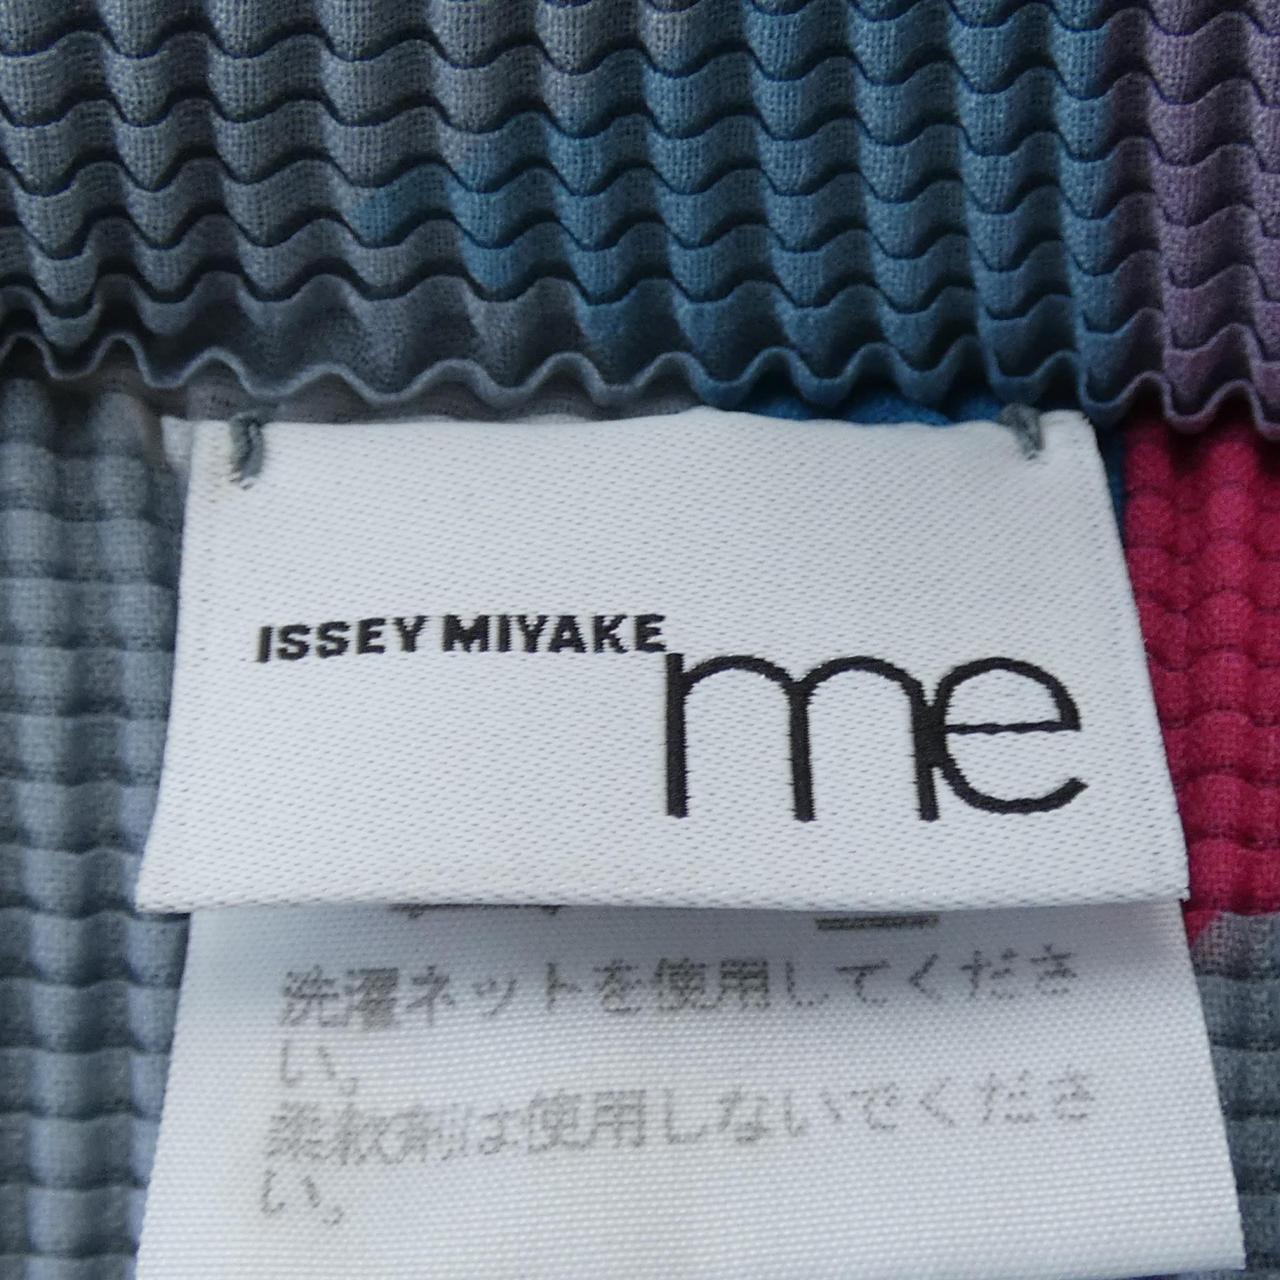 ISSEY MIYAKE
me
洗濯ネットを使用してくださ
い。
柔軟剤は使用しないでくださ
い。